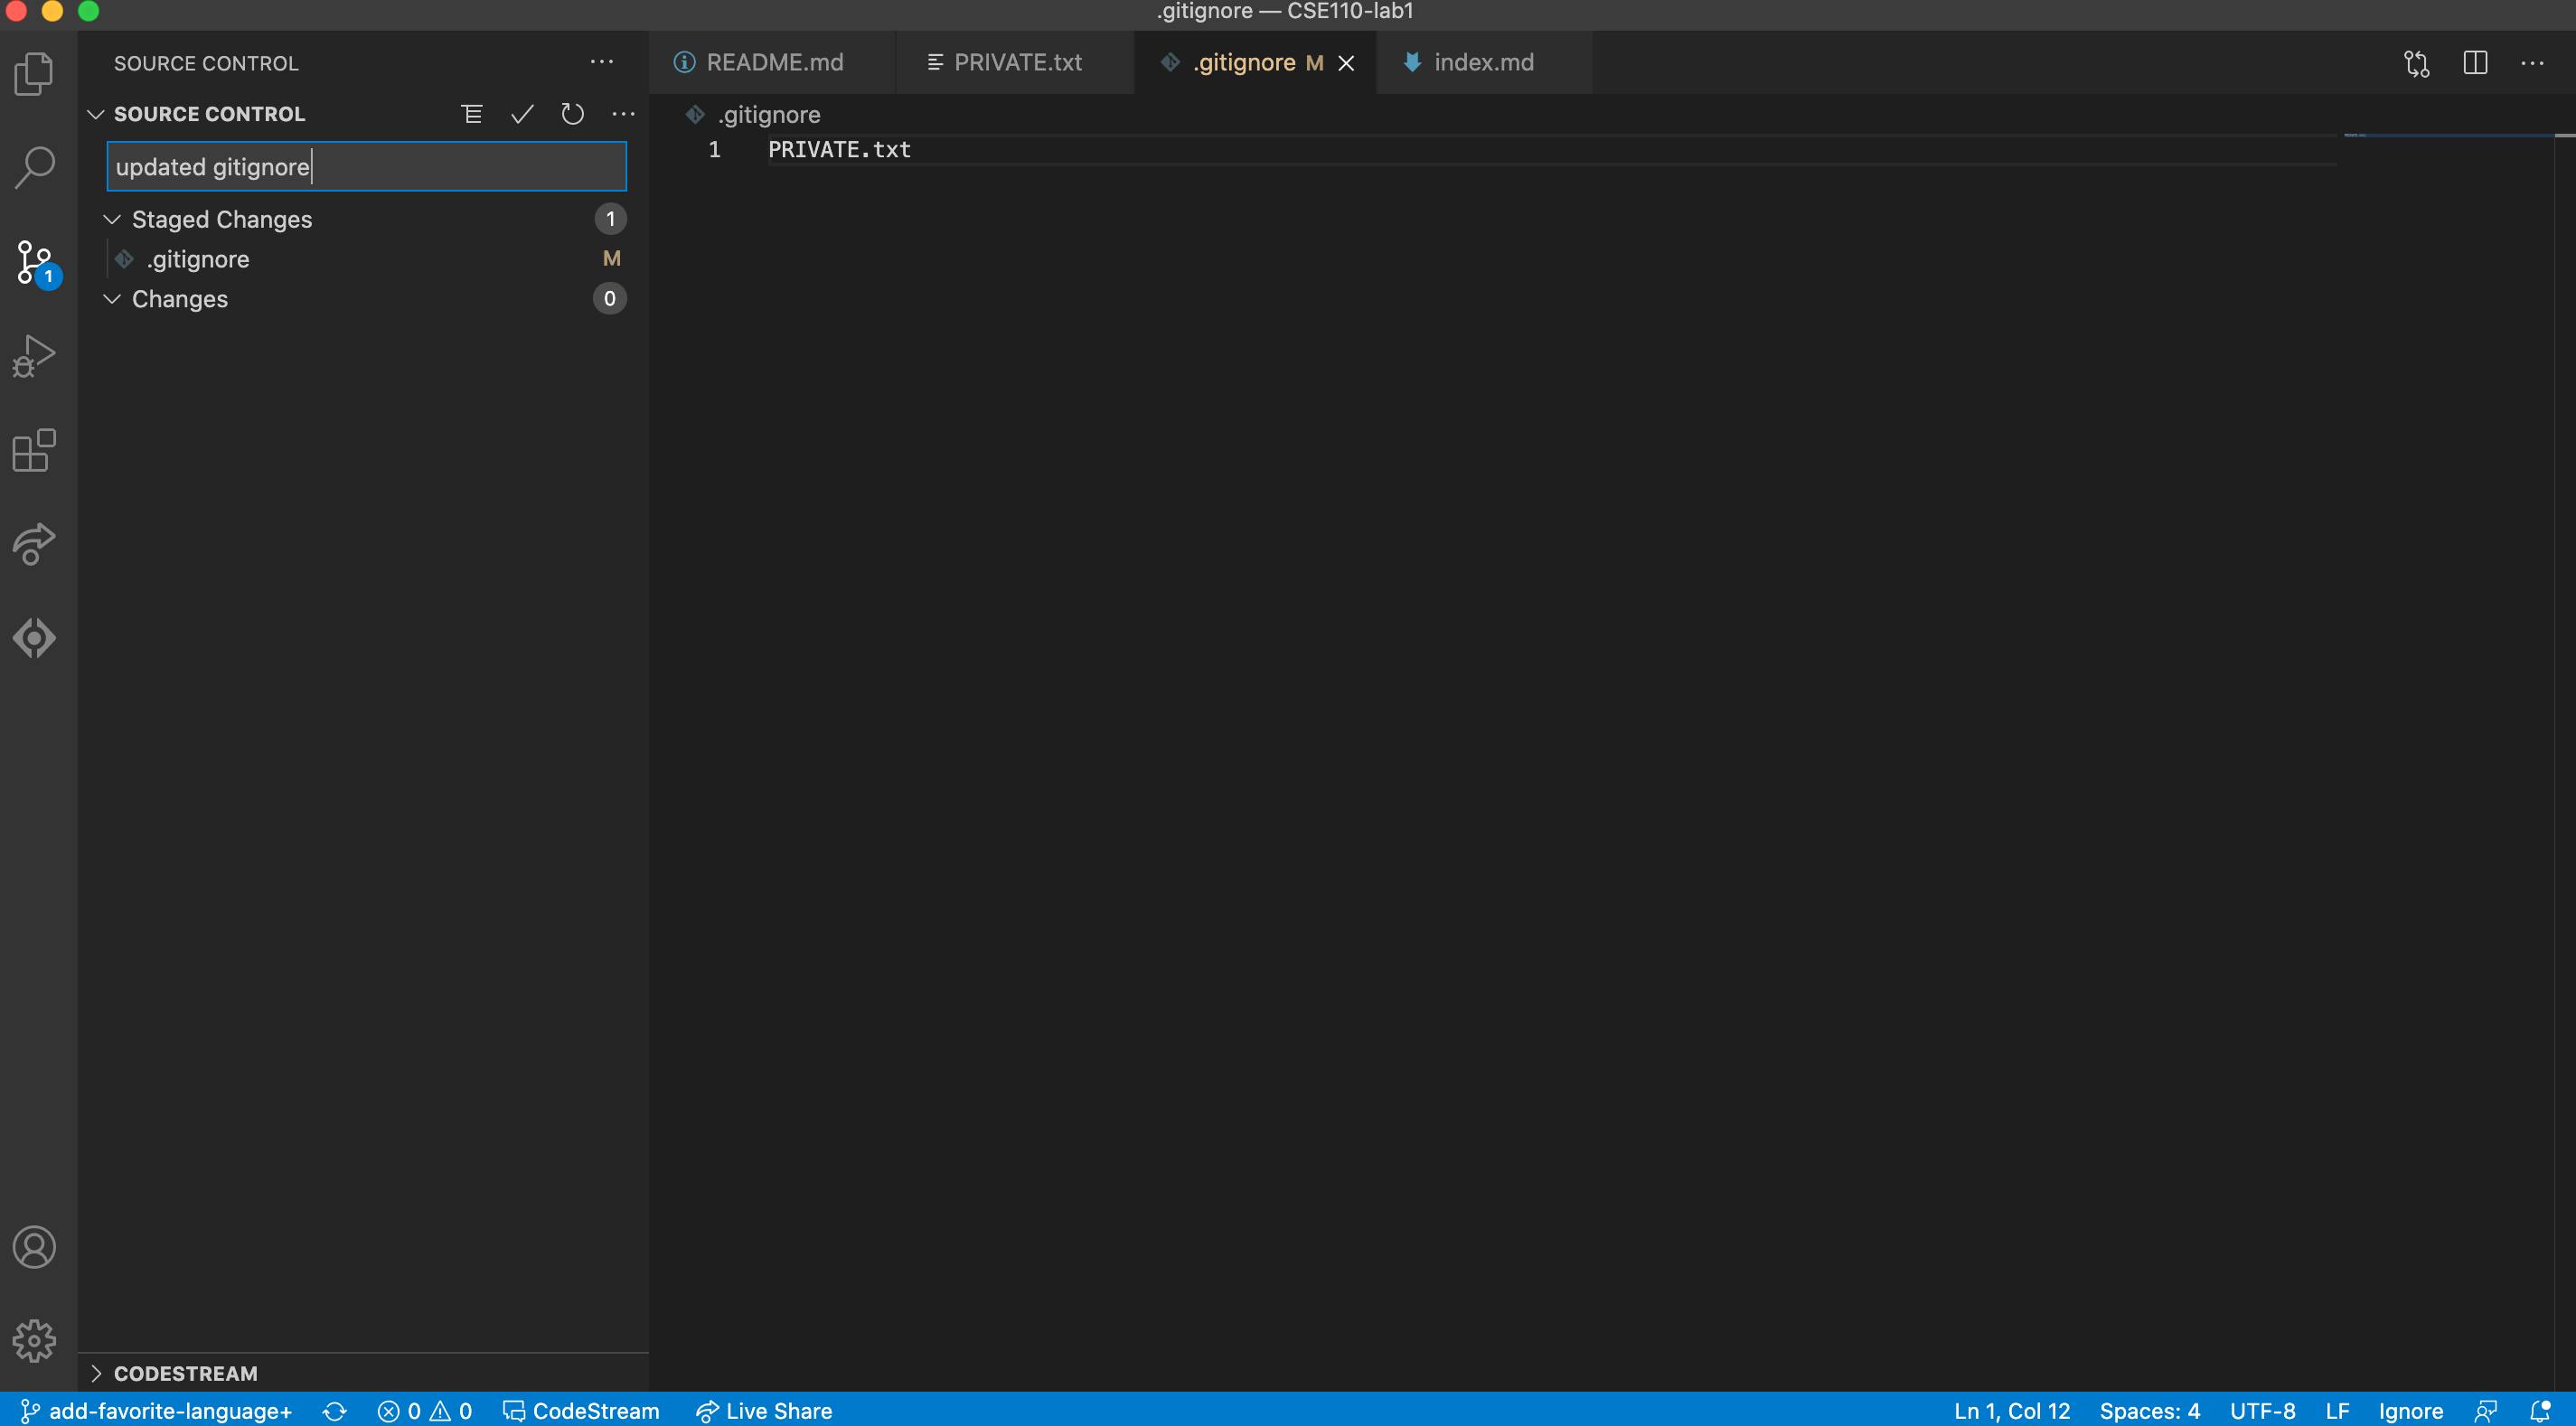 .gitignore — CSE110-lab1
SOURCE CONTROL
README.md
PRIVATE.txt
.gitignore M
index.md
SOURCE CONTROL
.gitignore
updated gitignore
1 PRIVATE.txt
Staged Changes 1
.gitignore M
1
Changes 0
CODESTREAM
add-favorite-language+ 0 0 CodeStream Live Share Ln 1, Col 12 Spaces: 4 UTF-8 LF Ignore